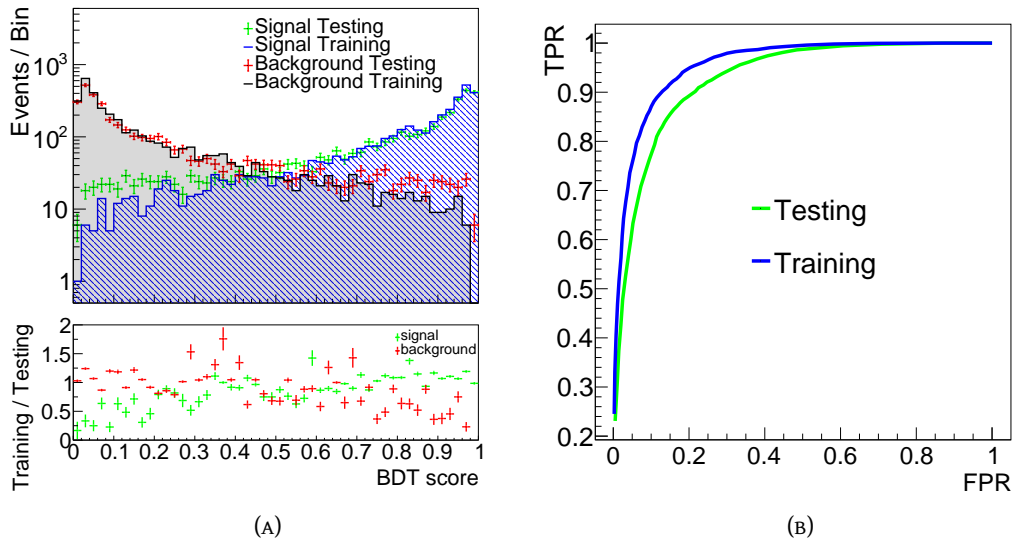 Events / Bin
10³
10²
10
1
Signal Testing
Signal Training
Background Testing
Background Training
Training / Testing
2
1.5
1
0.5
0
signal
background
0 0.1 0.2 0.3 0.4 0.5 0.6 0.7 0.8 0.9 1
BDT score
(A)
TPR
1
0.9
0.8
0.7
0.6
0.5
0.4
0.3
0.2
Testing
Training
0 0.2 0.4 0.6 0.8 1
FPR
(B)